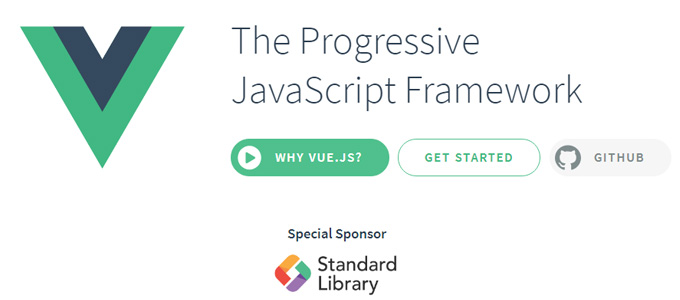 The Progressive
JavaScript Framework
WHY VUE.JS?
GET STARTED
GITHUB
Special Sponsor
Standard
Library